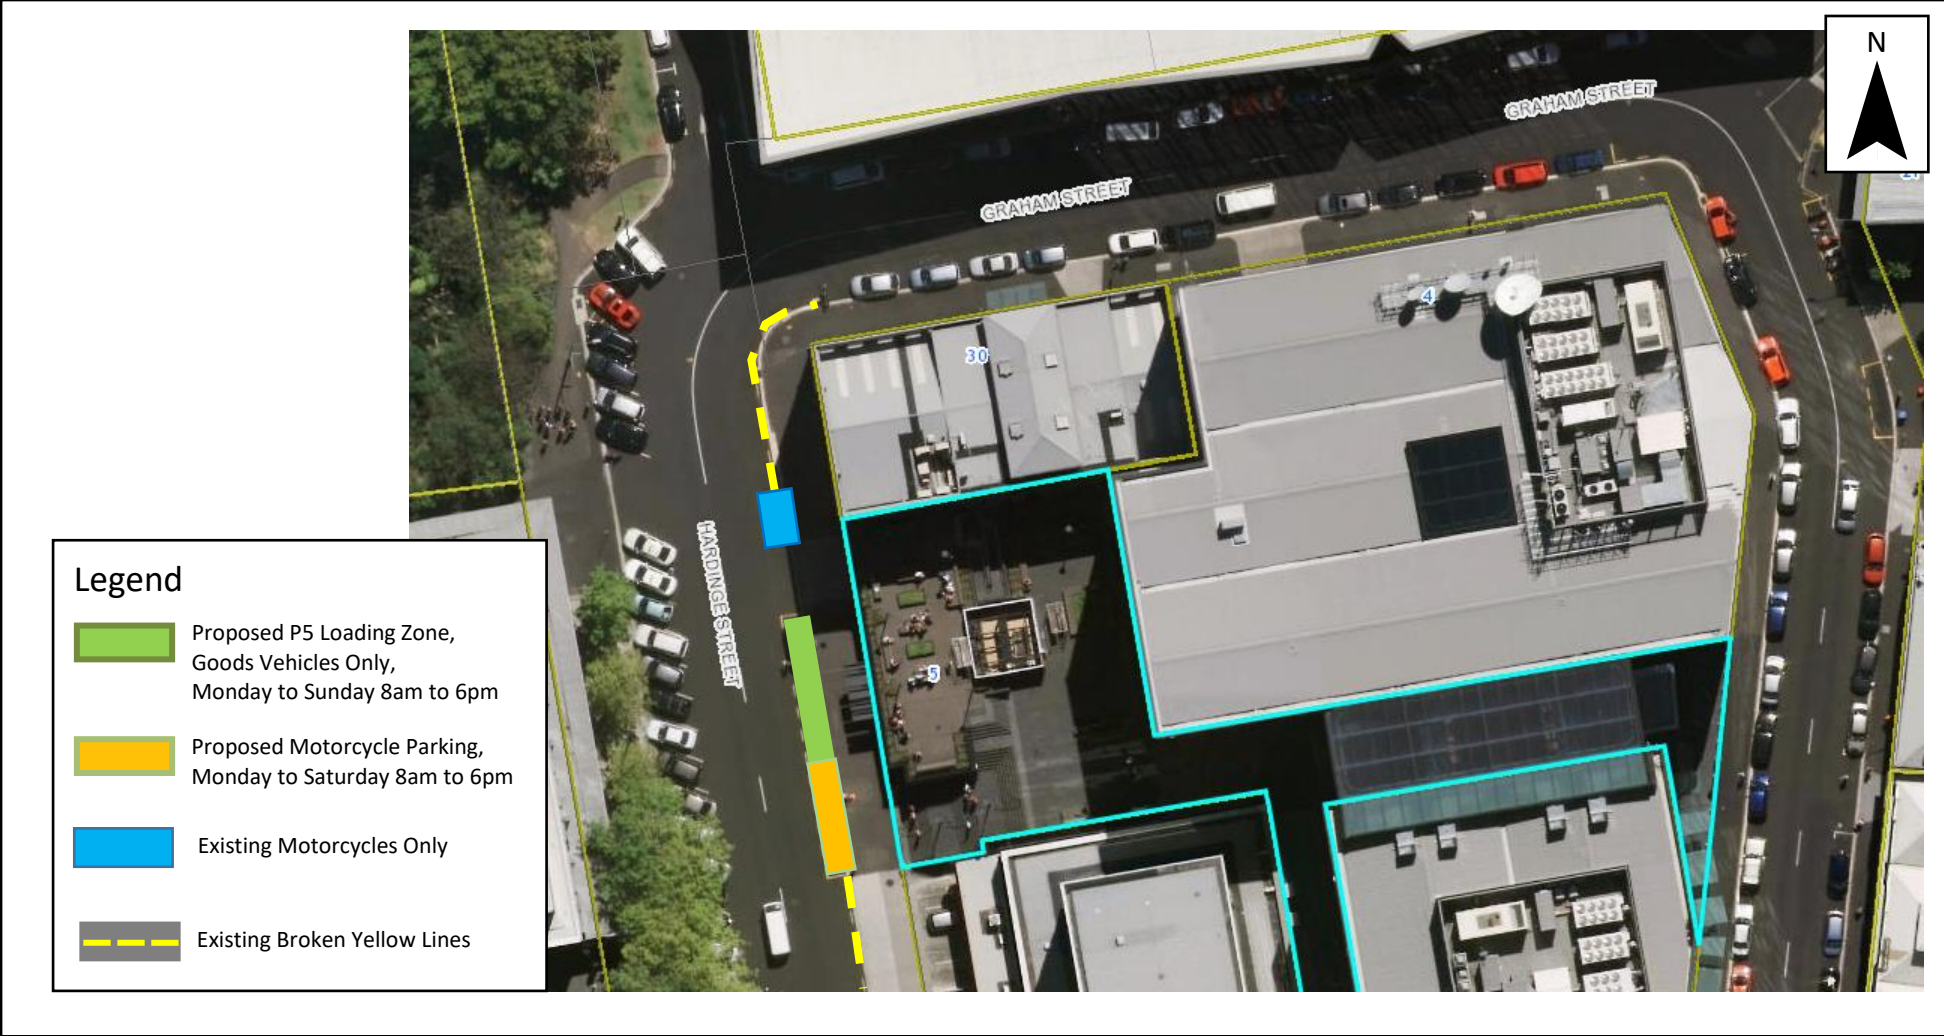 N
GRAHAM STREET
GRAHAM STREET
4
30
HARDINGE STREET
5
Legend
Proposed P5 Loading Zone,
Goods Vehicles Only,
Monday to Sunday 8am to 6pm
Proposed Motorcycle Parking,
Monday to Saturday 8am to 6pm
Existing Motorcycles Only
Existing Broken Yellow Lines